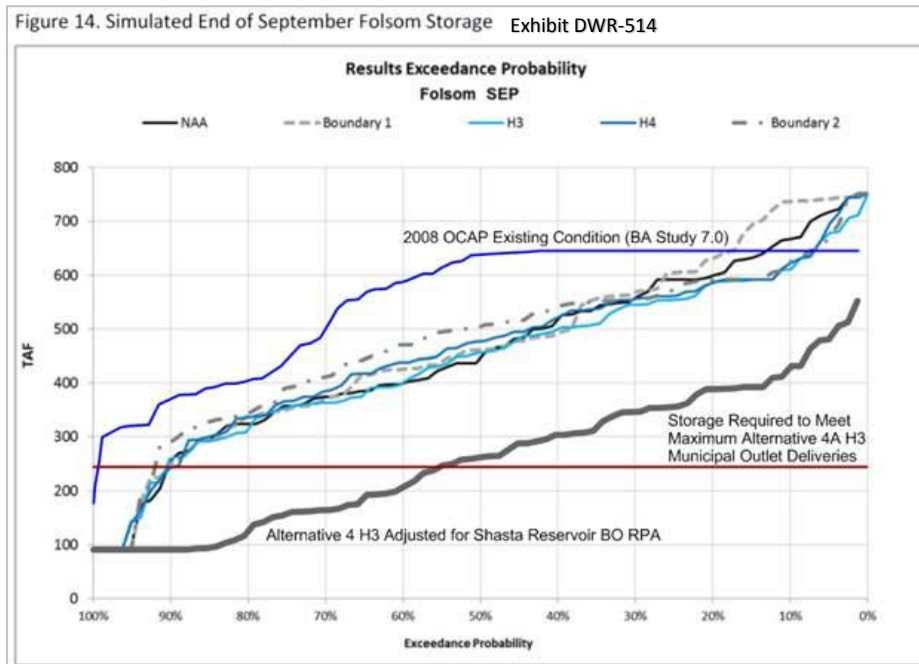 Figure 14. Simulated End of September Folsom Storage Exhibit DWR-514
Results Exceedance Probability
Folsom SEP
NAA Boundary 1 H3 H4 Boundary 2
800
700
600
500
400
300
200
100
0
TAF
2008 OCAP Existing Condition (BA Study 7.0)
Storage Required to Meet
Maximum Alternative 4A H3
Municipal Outlet Deliveries
Alternative 4 H3 Adjusted for Shasta Reservoir BO RPA
100% 90% 80% 70% 60% 50% 40% 30% 20% 10% 0%
Exceedance Probability